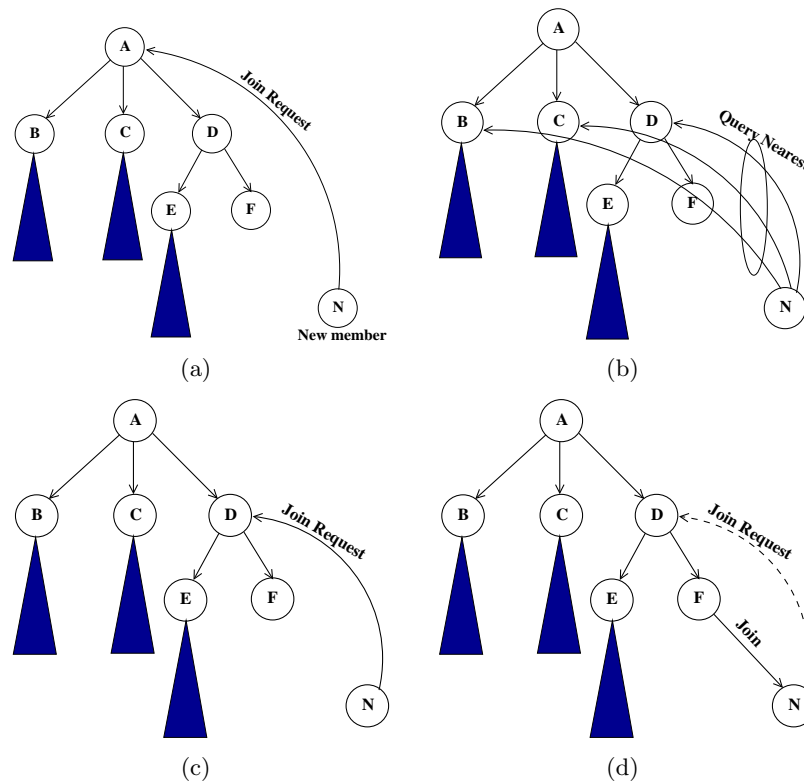 A
Join Request
B
C
D
E
F
N
New member
(a)
A
B
C
D
Query Nearest
E
F
N
(b)
A
B
C
D
Join Request
E
F
N
(c)
A
B
C
D
Join Request
E
F
Join
N
(d)